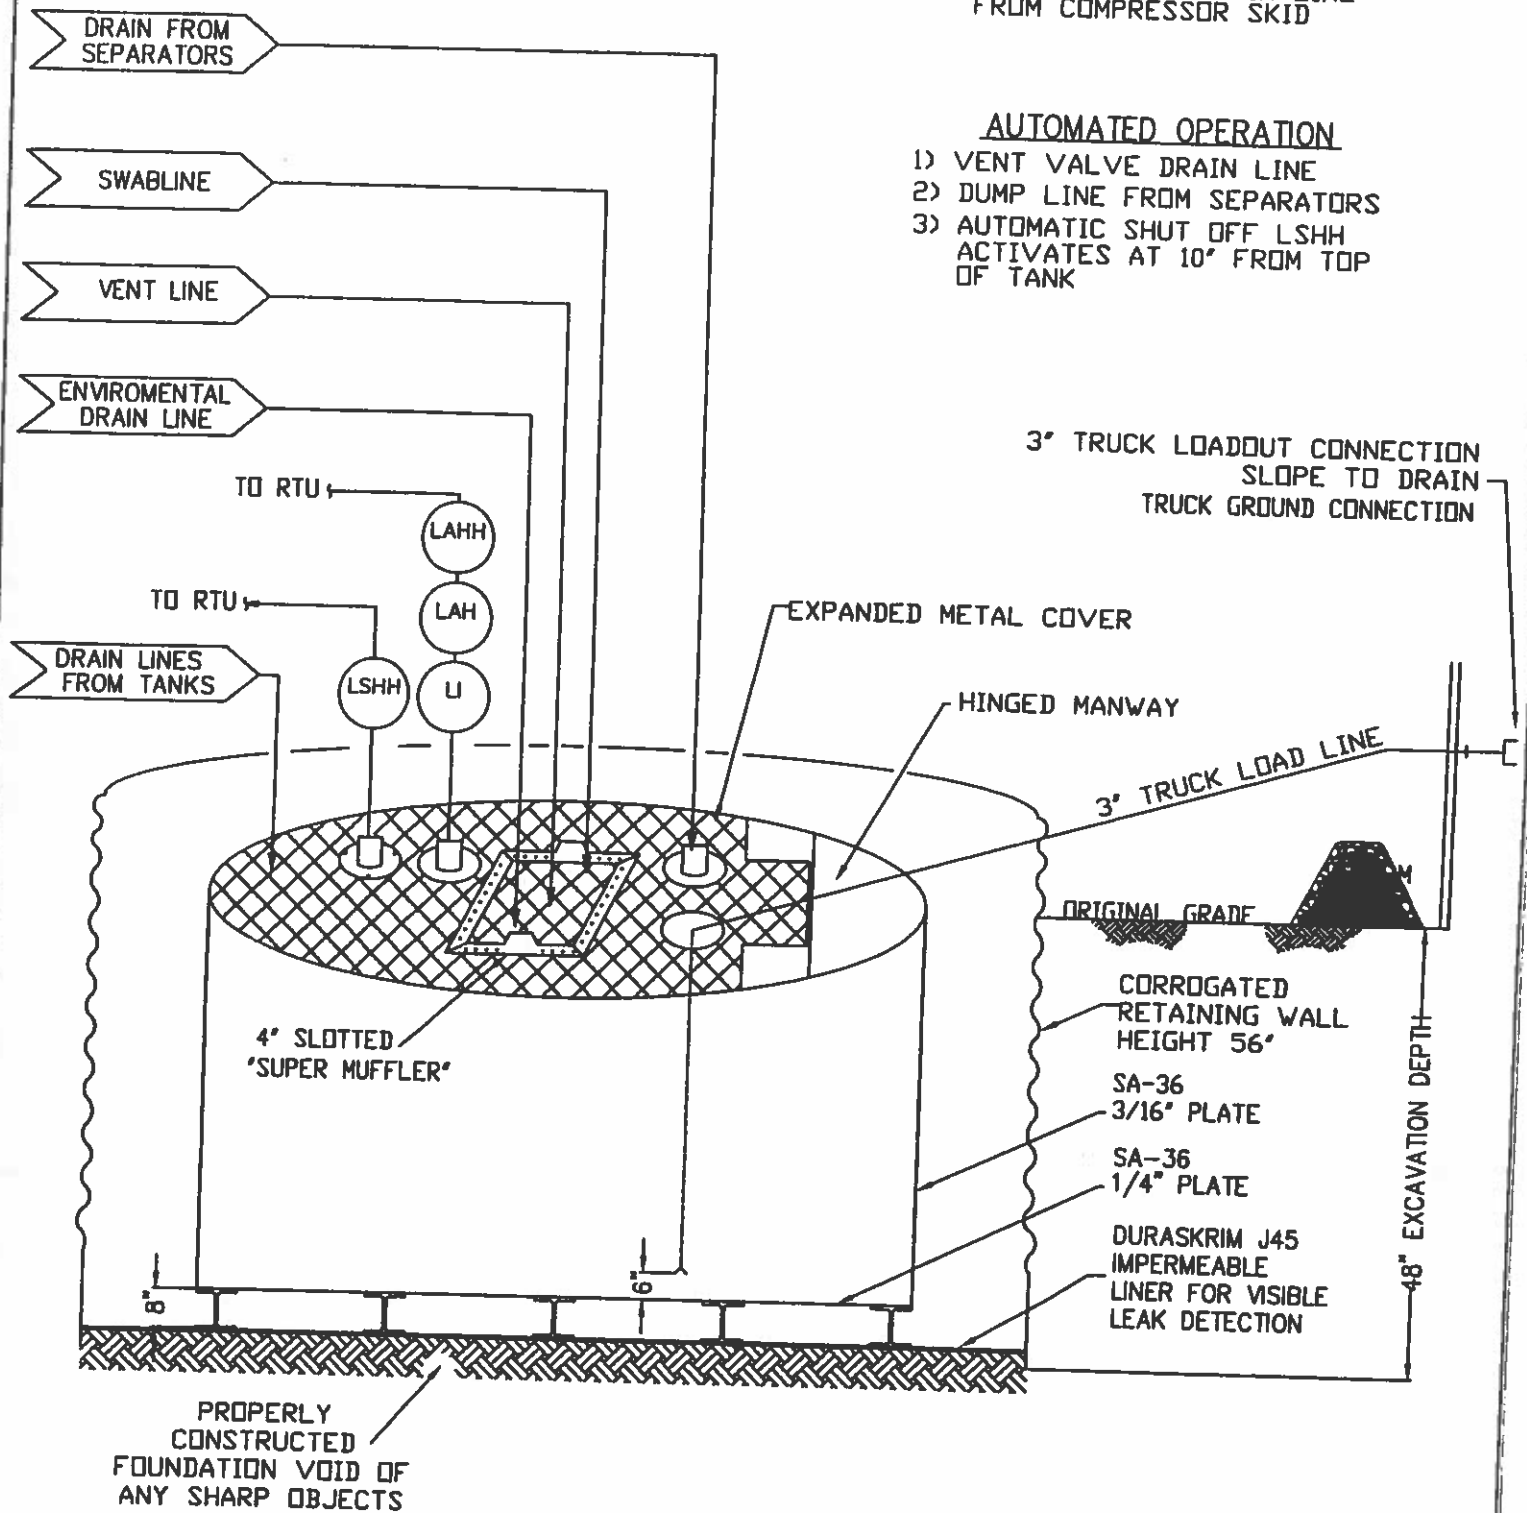 FROM COMPRESSOR SKID
DRAIN FROM
SEPARATORS
AUTOMATED OPERATION
1) VENT VALVE DRAIN LINE
2) DUMP LINE FROM SEPARATORS
3) AUTOMATIC SHUT OFF LSHH
ACTIVATES AT 10" FROM TOP
OF TANK
SWABLINE
VENT LINE
ENVIROMENTAL
DRAIN LINE
3" TRUCK LOADOUT CONNECTION
SLOPE TO DRAIN
TRUCK GROUND CONNECTION
TO RTU
LAHH
TO RTU
LAH
EXPANDED METAL COVER
DRAIN LINES
FROM TANKS
LSHH
LI
HINGED MANWAY
3" TRUCK LOAD LINE
M
ORIGINAL GRADE
CORROGATED
RETAINING WALL
HEIGHT 56"
4" SLOTTED
"SUPER MUFFLER"
SA-36
3/16" PLATE
SA-36
1/4" PLATE
48" EXCAVATION DEPTH
DURASKRIM J45
IMPERMEABLE
LINER FOR VISIBLE
LEAK DETECTION
8"
6"
PROPERLY
CONSTRUCTED
FOUNDATION VOID OF
ANY SHARP OBJECTS